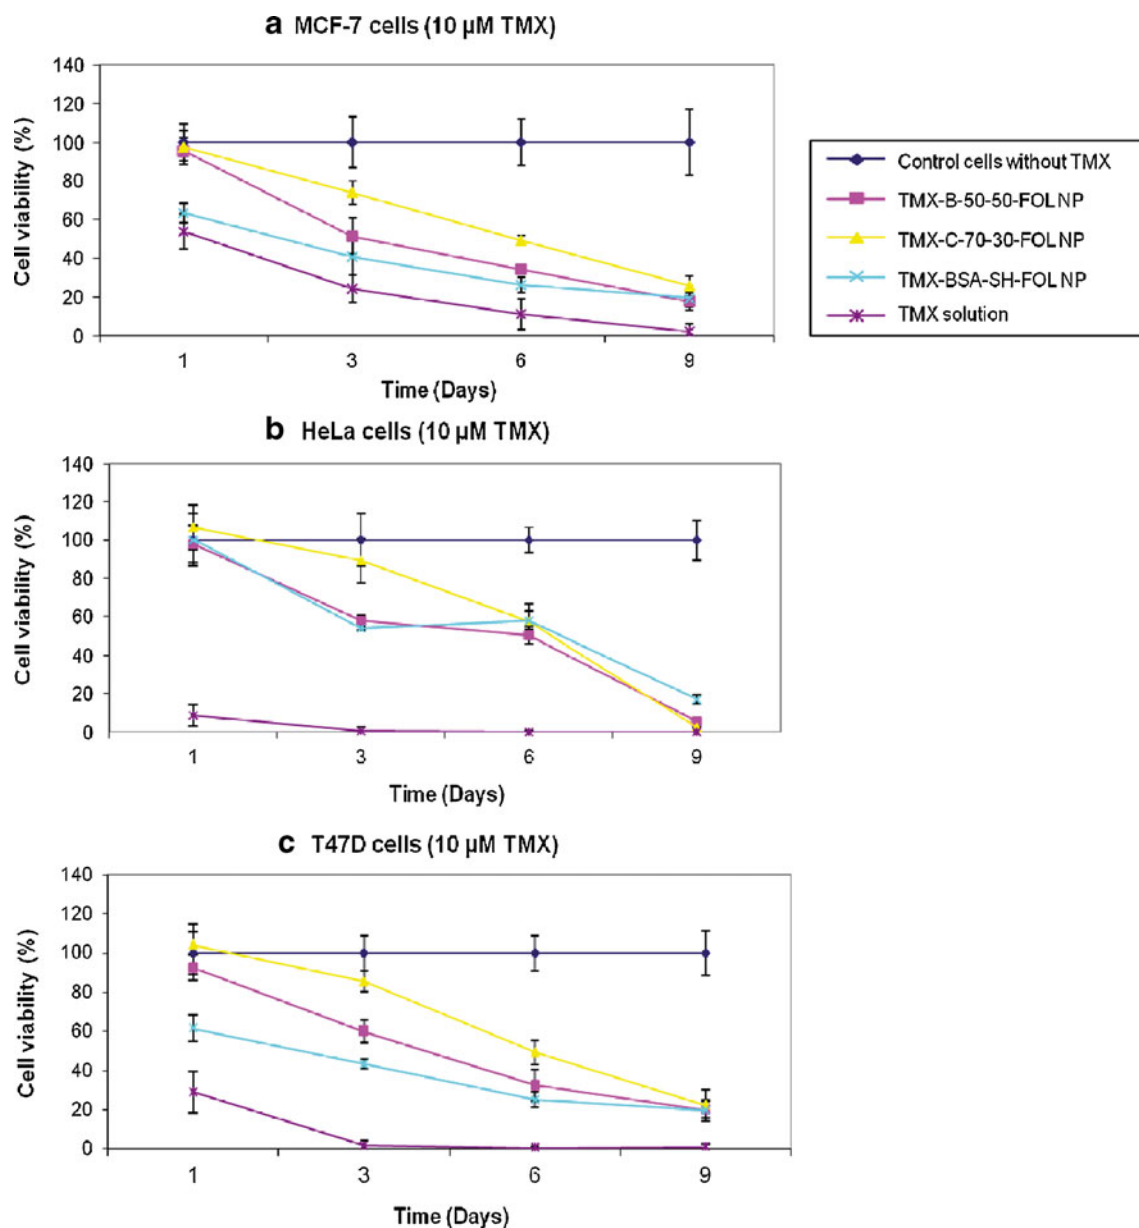 a MCF-7 cells (10 µM TMX)
140
120
100
80
60
40
20
0
Cell viability (%)
1 3 6 9
Time (Days)
Control cells without TMX
TMX-B-50-50-FOL NP
TMX-C-70-30-FOL NP
TMX-BSA-SH-FOL NP
TMX solution
b HeLa cells (10 µM TMX)
140
120
100
80
60
40
20
0
Cell viability (%)
1 3 6 9
Time (Days)
c T47D cells (10 µM TMX)
140
120
100
80
60
40
20
0
Cell viability (%)
1 3 6 9
Time (Days)